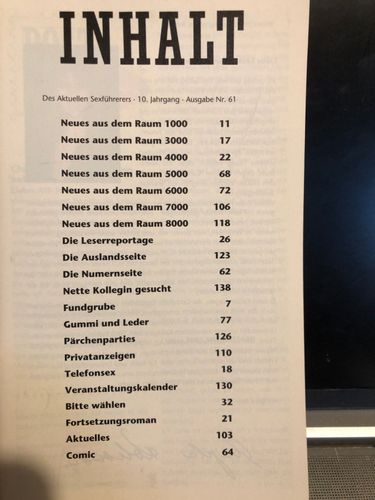 INHALT
Des Aktuellen Sexführerers · 10. Jahrgang · Ausgabe Nr. 61
Neues aus dem Raum 1000 11
Neues aus dem Raum 3000 17
Neues aus dem Raum 4000 22
Neues aus dem Raum 5000 68
Neues aus dem Raum 6000 72
Neues aus dem Raum 7000 106
Neues aus dem Raum 8000 118
Die Leserreportage 26
Die Auslandsseite 123
Die Numernseite 62
Nette Kollegin gesucht 138
Fundgrube 7
Gummi und Leder 77
Pärchenparties 126
Privatanzeigen 110
Telefonsex 18
Veranstaltungskalender 130
Bitte wählen 32
Fortsetzungsroman 21
Aktuelles 103
Comic 64